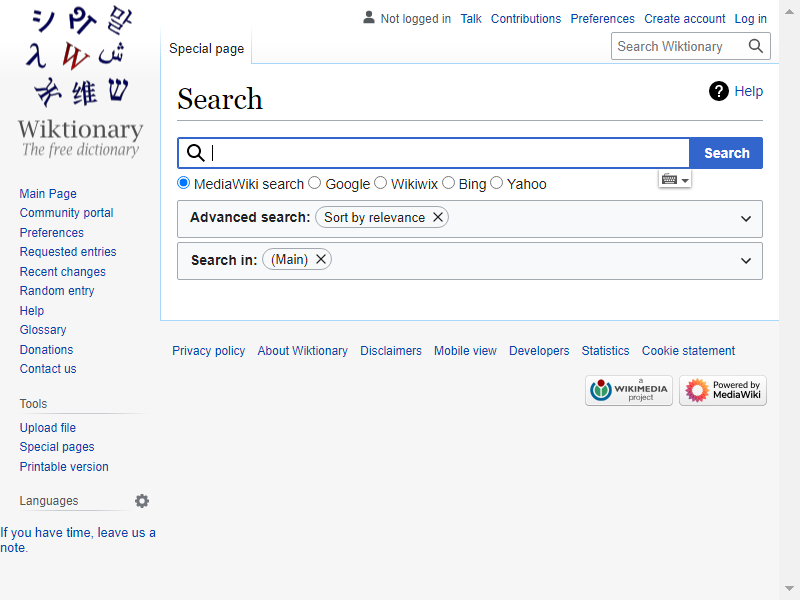 Not logged in Talk Contributions Preferences Create account Log in
Special page
Search Wiktionary
シ
W
维
Wiktionary
The free dictionary
Search
Help
Search
MediaWiki search Google Wikiwix Bing Yahoo
Advanced search: Sort by relevance
Search in: (Main)
Main Page
Community portal
Preferences
Requested entries
Recent changes
Random entry
Help
Glossary
Donations
Contact us
Tools
Upload file
Special pages
Printable version
Languages
If you have time, leave us a
note.
Privacy policy About Wiktionary Disclaimers Mobile view Developers Statistics Cookie statement
a
WIKIMEDIA
project
Powered by
MediaWiki